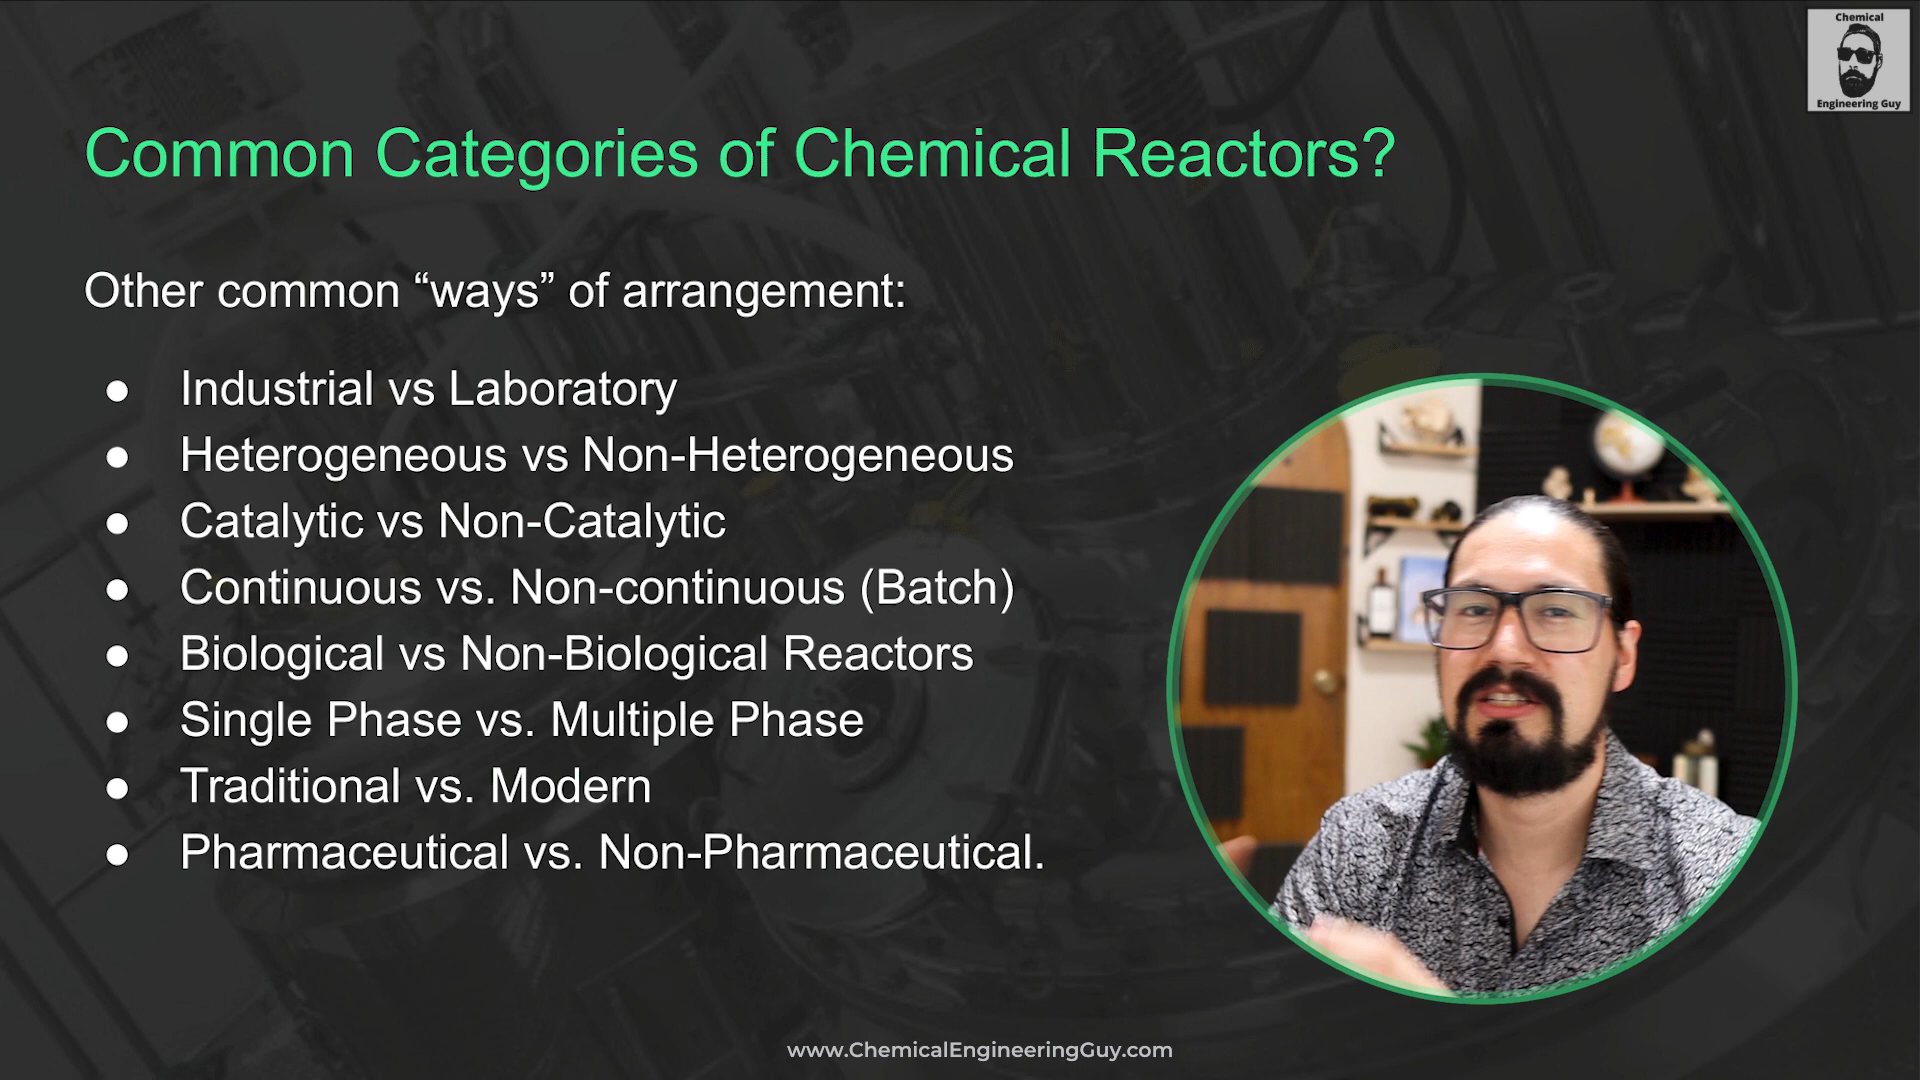 Chemical
Engineering Guy
Common Categories of Chemical Reactors?
Other common “ways” of arrangement:
● Industrial vs Laboratory
● Heterogeneous vs Non-Heterogeneous
● Catalytic vs Non-Catalytic
● Continuous vs. Non-continuous (Batch)
● Biological vs Non-Biological Reactors
● Single Phase vs. Multiple Phase
● Traditional vs. Modern
● Pharmaceutical vs. Non-Pharmaceutical.
www.ChemicalEngineeringGuy.com